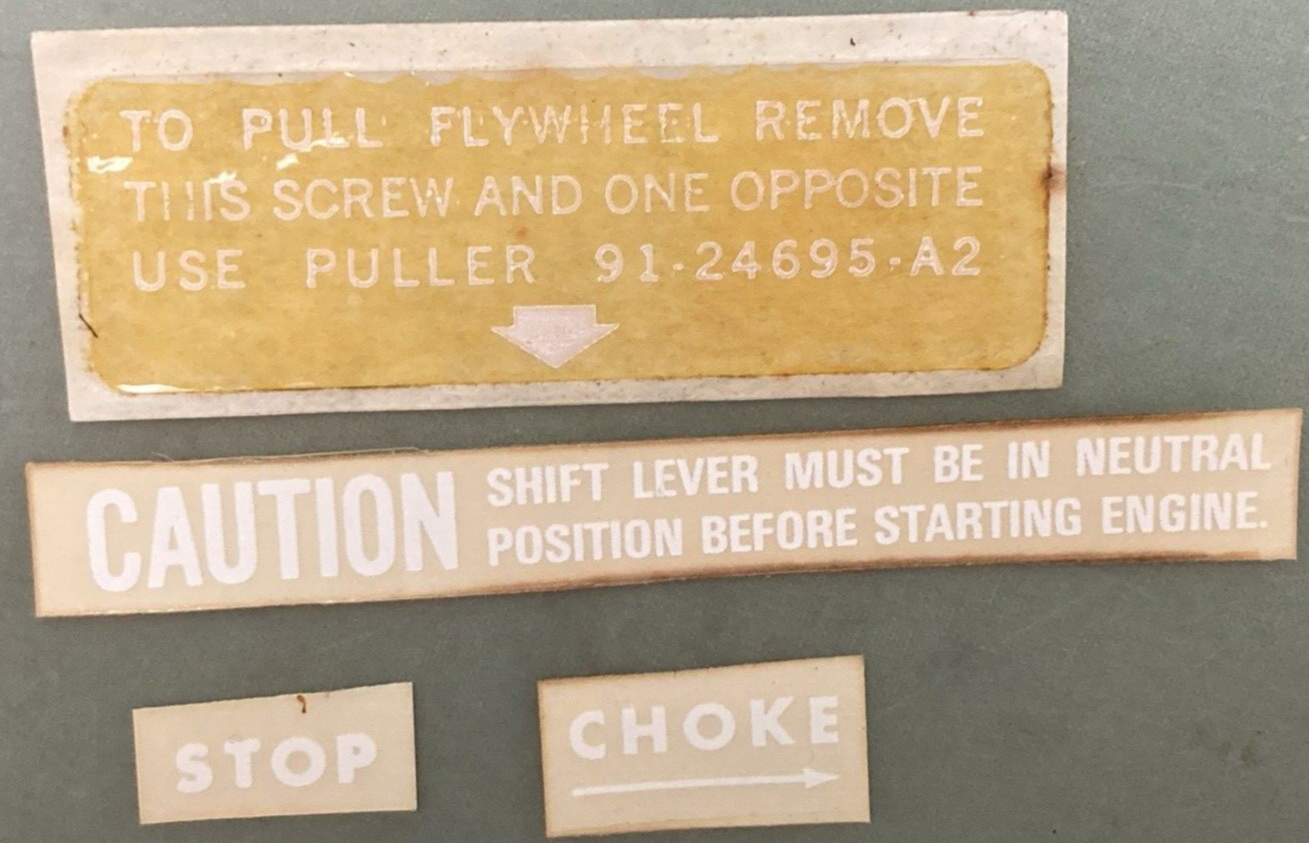 TO PULL FLYWHEEL REMOVE
THIS SCREW AND ONE OPPOSITE
USE PULLER 91-24695-A2
CAUTION SHIFT LEVER MUST BE IN NEUTRAL
POSITION BEFORE STARTING ENGINE.
STOP
CHOKE